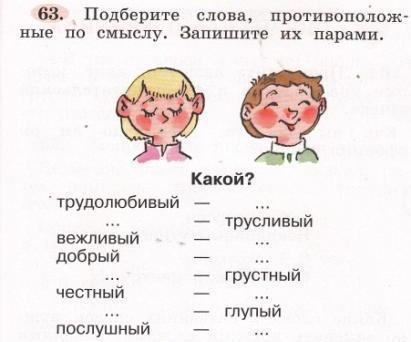 63. Подберите слова, противополож-
ные по смыслу. Запишите их парами.
Какой?
трудолюбивый — ...
... — трусливый
вежливый — ...
добрый — ...
... — грустный
честный — ...
... — глупый
послушный — ...